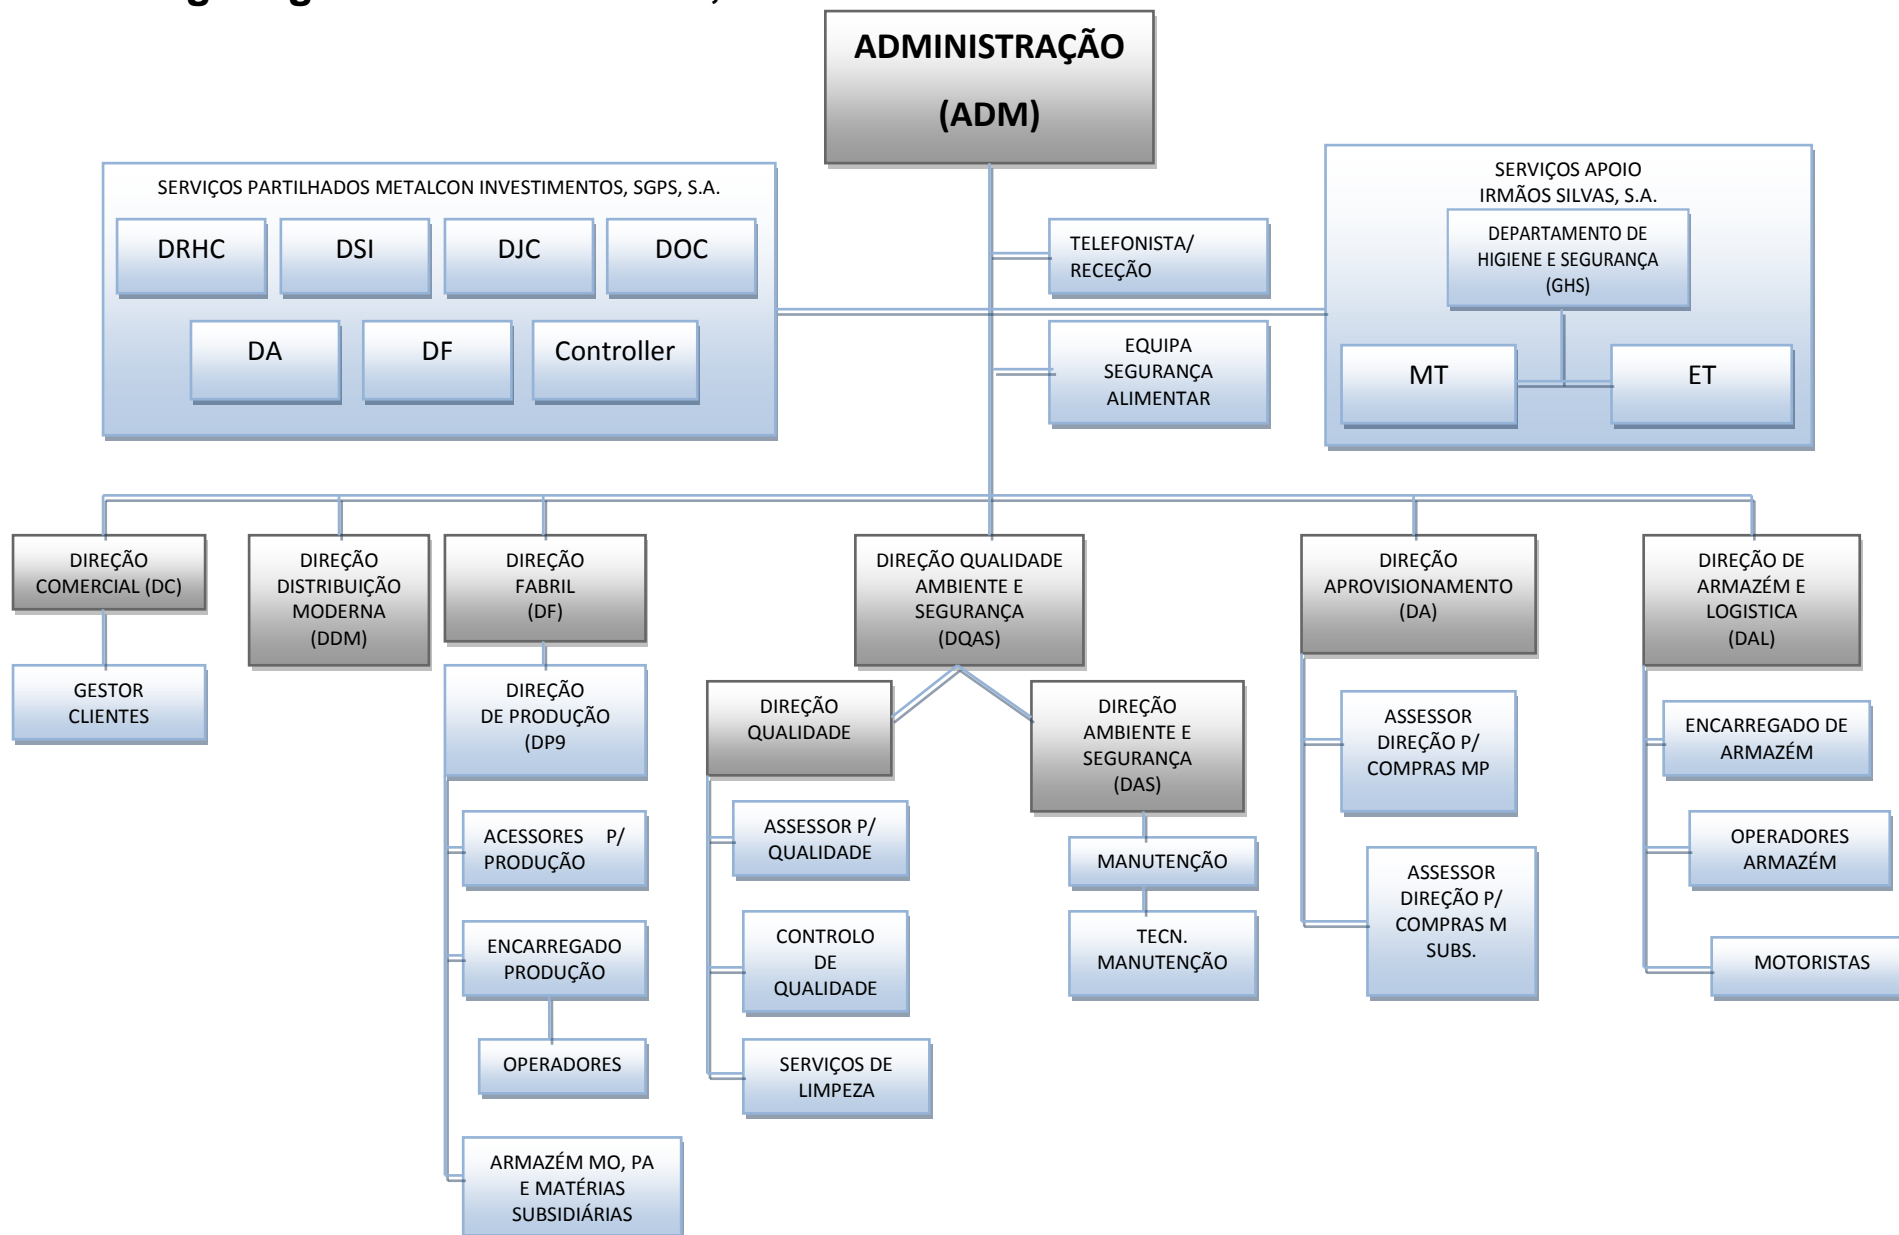 ADMINISTRAÇÃO
(ADM)
SERVIÇOS PARTILHADOS METALCON INVESTIMENTOS, SGPS, S.A.
DRHC
DSI
DJC
DOC
DA
DF
Controller
TELEFONISTA/
RECEÇÃO
EQUIPA
SEGURANÇA
ALIMENTAR
SERVIÇOS APOIO
IRMÃOS SILVAS, S.A.
DEPARTAMENTO DE
HIGIENE E SEGURANÇA
(GHS)
MT
ET
DIREÇÃO
COMERCIAL (DC)
GESTOR
CLIENTES
DIREÇÃO
DISTRIBUIÇÃO
MODERNA
(DDM)
DIREÇÃO
FABRIL
(DF)
DIREÇÃO
DE PRODUÇÃO
(DP9
ACESSORES P/
PRODUÇÃO
ENCARREGADO
PRODUÇÃO
OPERADORES
ARMAZÉM MO, PA
E MATÉRIAS
SUBSIDIÁRIAS
DIREÇÃO QUALIDADE
AMBIENTE E
SEGURANÇA
(DQAS)
DIREÇÃO
QUALIDADE
ASSESSOR P/
QUALIDADE
CONTROLO
DE
QUALIDADE
SERVIÇOS DE
LIMPEZA
DIREÇÃO
AMBIENTE E
SEGURANÇA
(DAS)
MANUTENÇÃO
TECN.
MANUTENÇÃO
DIREÇÃO
APROVISIONAMENTO
(DA)
ASSESSOR
DIREÇÃO P/
COMPRAS MP
ASSESSOR
DIREÇÃO P/
COMPRAS M
SUBS.
DIREÇÃO DE
ARMAZÉM E
LOGISTICA
(DAL)
ENCARREGADO DE
ARMAZÉM
OPERADORES
ARMAZÉM
MOTORISTAS